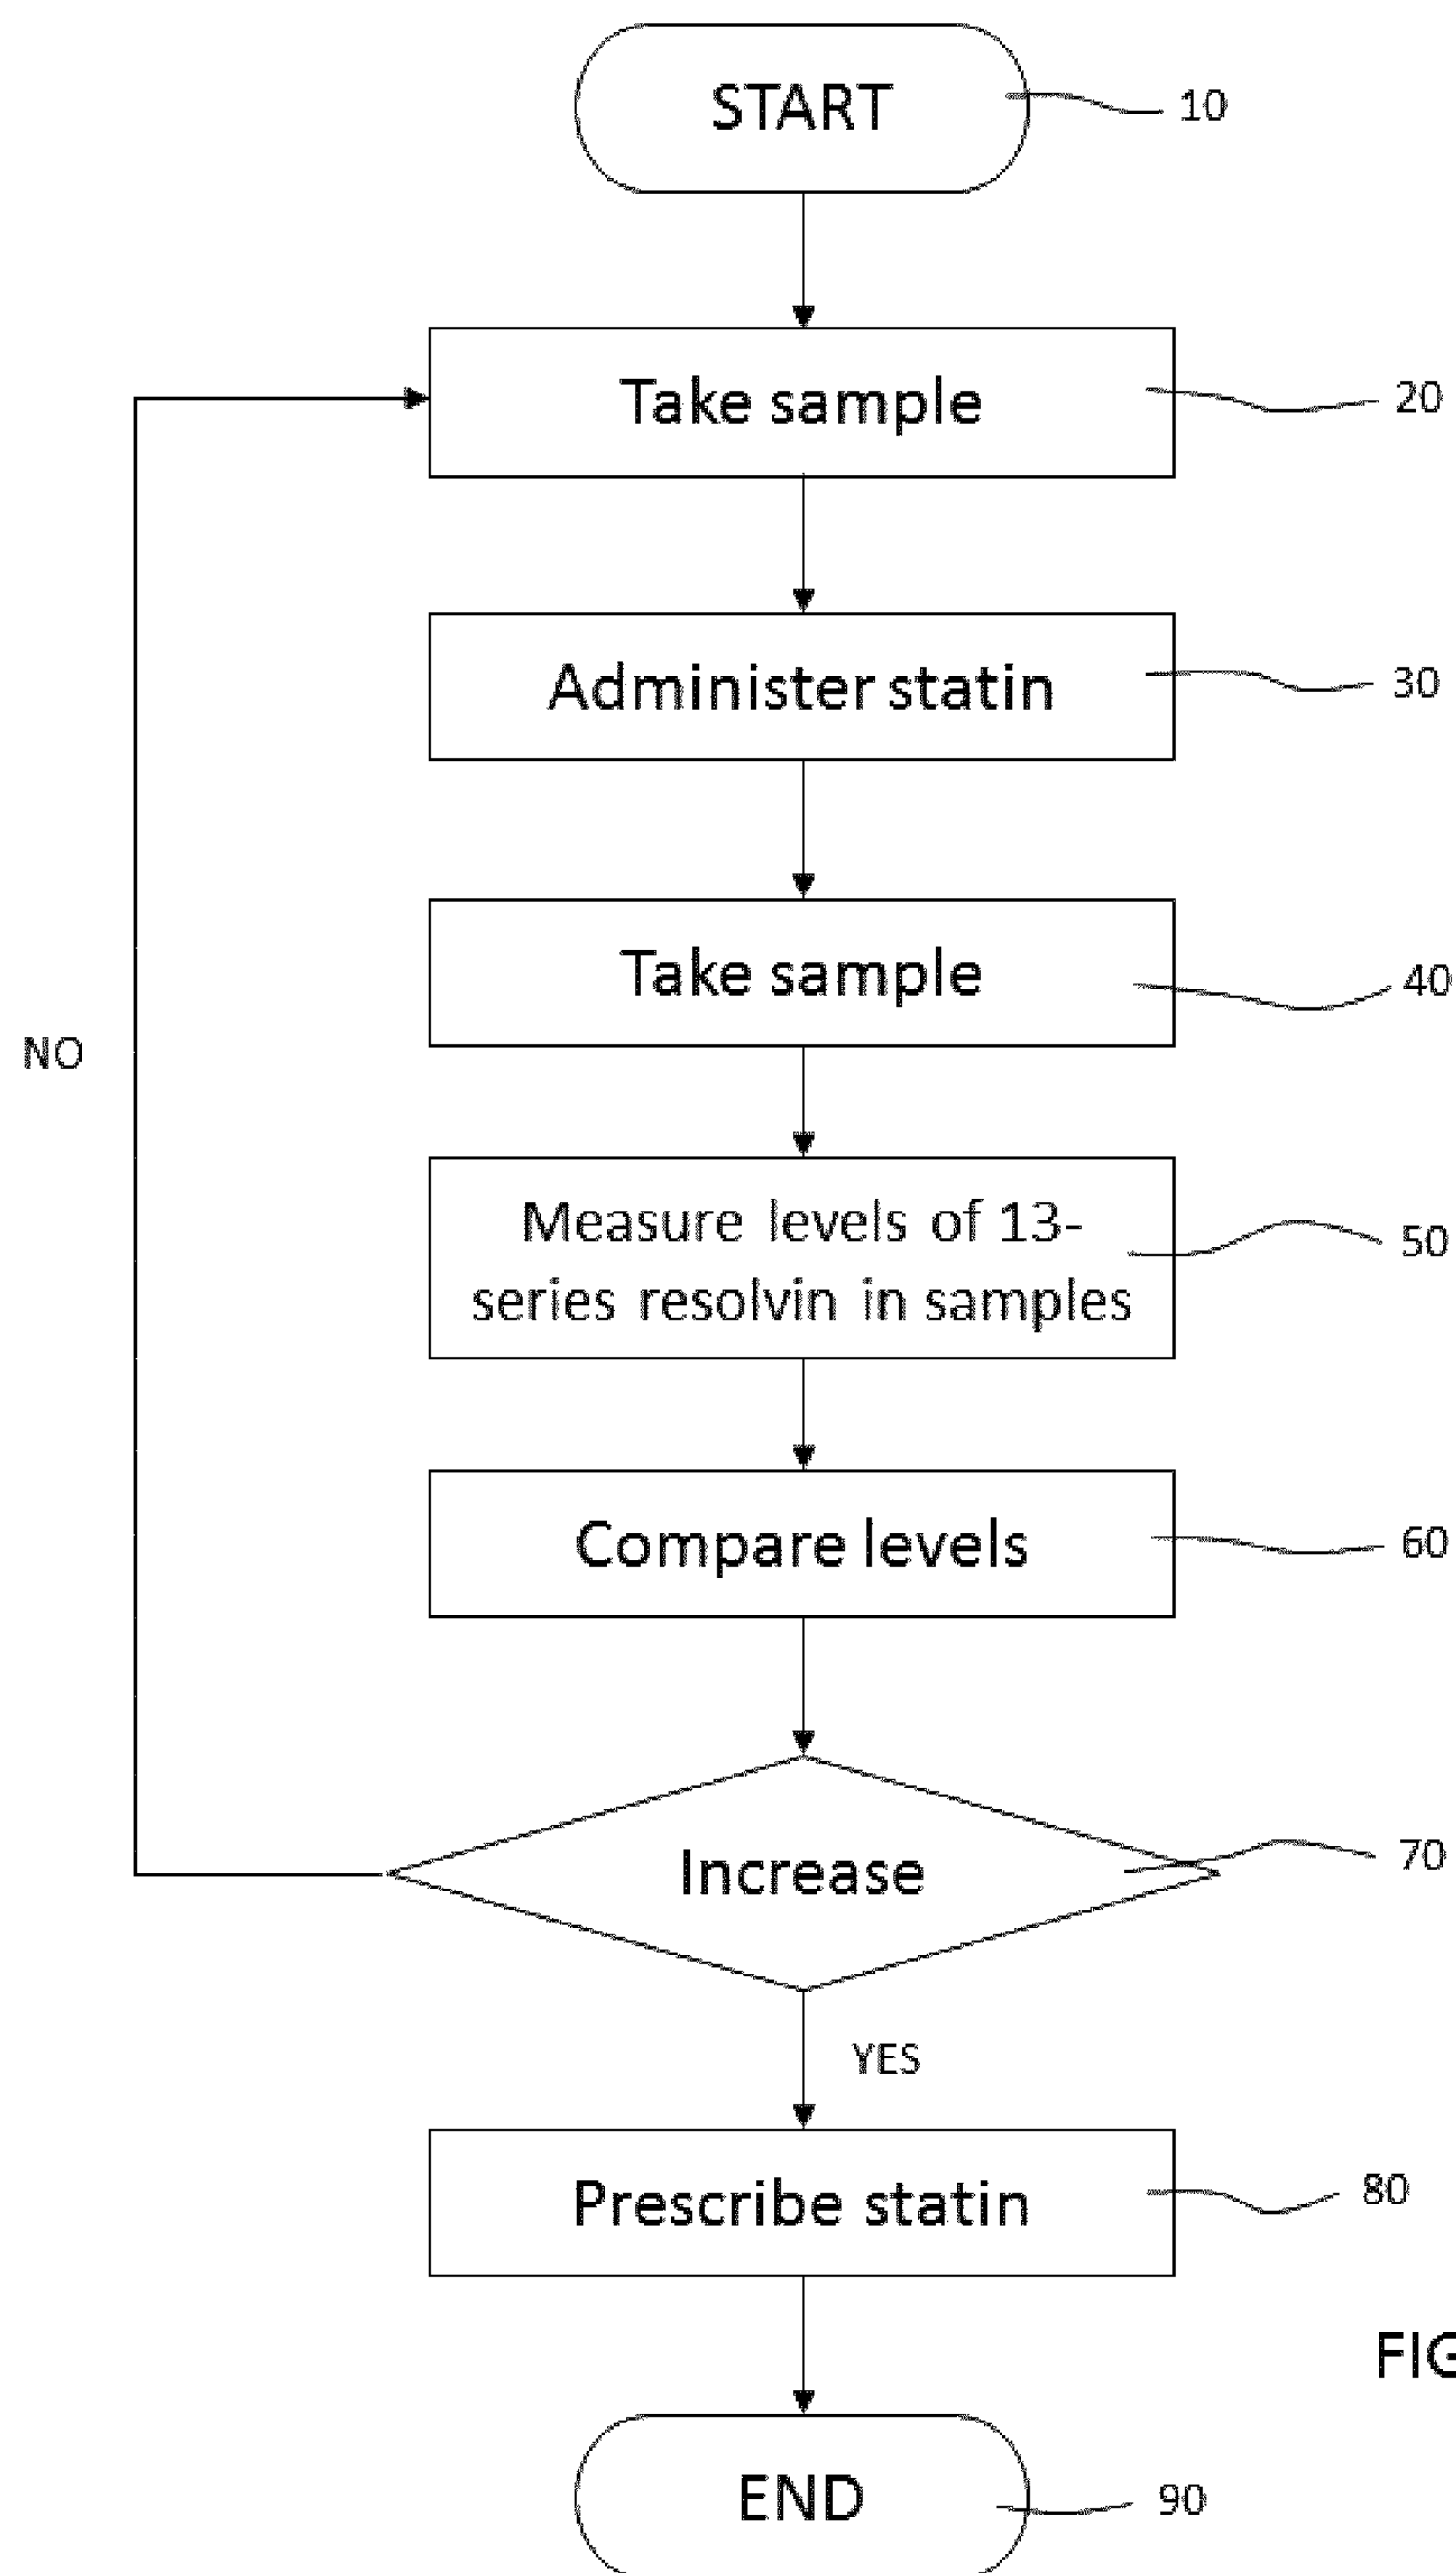 START
10
Take sample
20
Administer statin
30
Take sample
40
NO
Measure levels of 13-
series resolvin in samples
50
Compare levels
60
Increase
70
YES
Prescribe statin
80
FIG
END
90